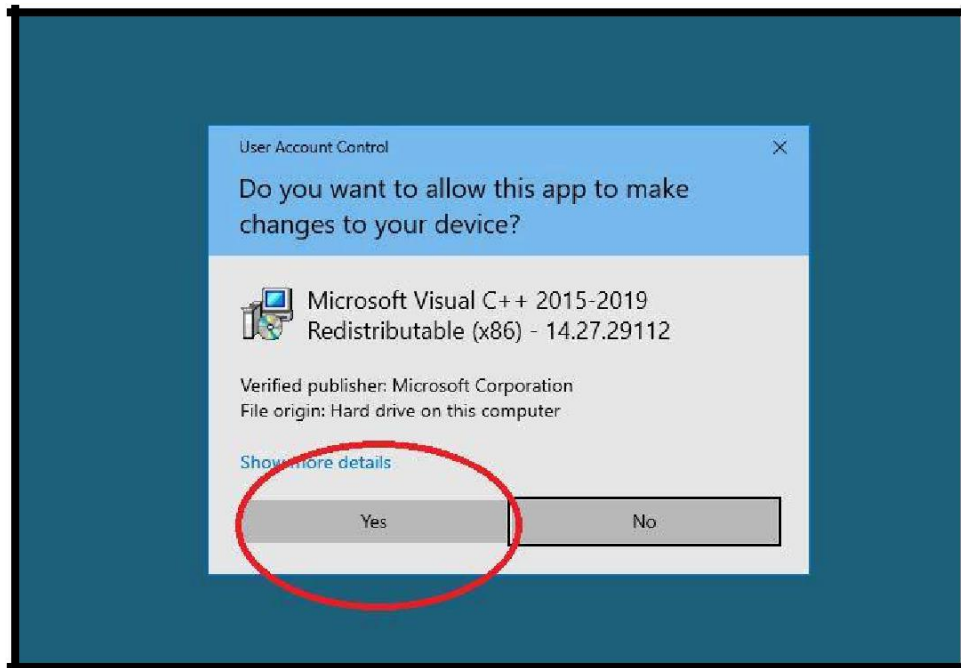 User Account Control
Do you want to allow this app to make
changes to your device?
Microsoft Visual C++ 2015-2019
Redistributable (x86) - 14.27.29112
Verified publisher: Microsoft Corporation
File origin: Hard drive on this computer
Show more details
Yes
No